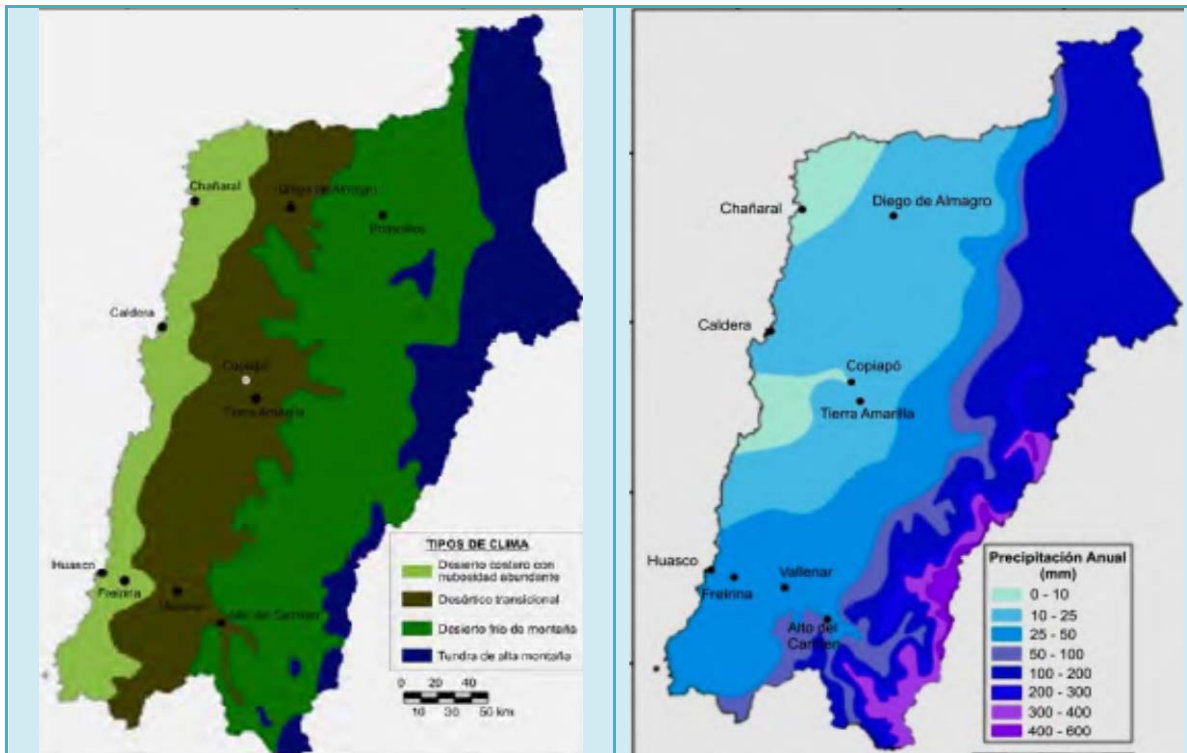 Chañaral
Diego de Almagro
Potrerillos
Caldera
Copiapó
Tierra Amarilla
Huasco
Freirina
Vallenar
Alto del Carmen
TIPOS DE CLIMA
Desierto costero con
nubosidad abundante
Desértico transicional
Desierto frío de montaña
Tundra de alta montaña
0 20 40
10 30 50 km
Chañaral
Diego de Almagro
Caldera
Copiapó
Tierra Amarilla
Huasco
Freirina
Vallenar
Alto del
Carmen
Precipitación Anual
(mm)
0 - 10
10 - 25
25 - 50
50 - 100
100 - 200
200 - 300
300 - 400
400 - 600